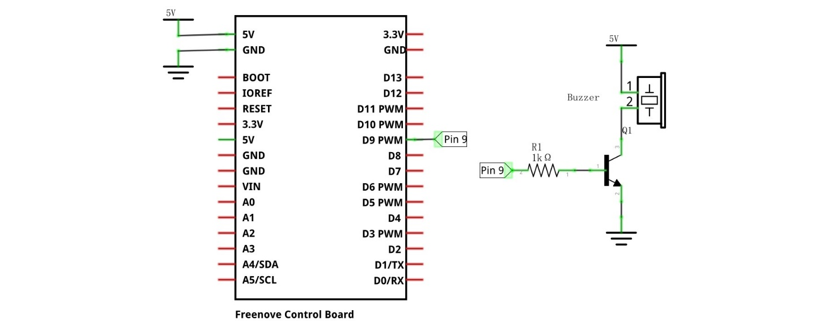 5V
5V
GND
BOOT
IOREF
RESET
3.3V
5V
GND
GND
VIN
A0
A1
A2
A3
A4/SDA
A5/SCL
3.3V
GND
D13
D12
D11 PWM
D10 PWM
D9 PWM
D8
D7
D6 PWM
D5 PWM
D4
D3 PWM
D2
D1/TX
D0/RX
Pin 9
Freenove Control Board
Pin 9
R1
1kΩ
5V
Buzzer
1
2
Q1